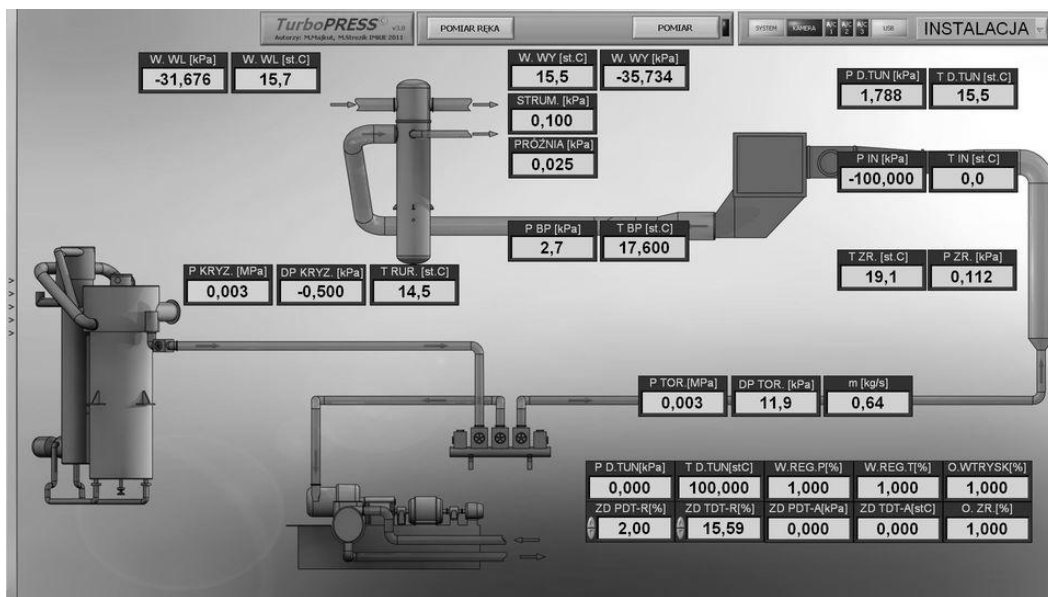 TurboPRESS® v3.0
Autorzy: M.Majkut, M.Strozik IMiUE 2011
POMIAR RĘKA
POMIAR
SYSTEM
KAMERA
A/C 1
A/C 2
A/C 3
USB
INSTALACJA
W. WL [kPa] W. WL [st.C]
-31,676 15,7
W. WY [st.C] W. WY [kPa]
15,5 -35,734
P D.TUN [kPa] T D.TUN [st.C]
1,788 15,5
STRUM. [kPa]
0,100
PRÓŻNIA [kPa]
0,025
P IN [kPa] T IN [st.C]
-100,000 0,0
P BP [kPa] T BP [st.C]
2,7 17,600
T ZR. [st.C] P ZR. [kPa]
19,1 0,112
P KRYZ. [MPa] DP KRYZ. [kPa] T RUR. [st.C]
0,003 -0,500 14,5
P TOR.[MPa] DP TOR. [kPa] m [kg/s]
0,003 11,9 0,64
P D.TUN[kPa] T D.TUN[stC] W.REG.P[%] W.REG.T[%] O.WTRYSK[%]
0,000 100,000 1,000 1,000 1,000
ZD PDT-R[%] ZD TDT-R[%] ZD PDT-A[kPa] ZD TDT-A[stC] O. ZR.[%]
2,00 15,59 0,000 0,000 1,000